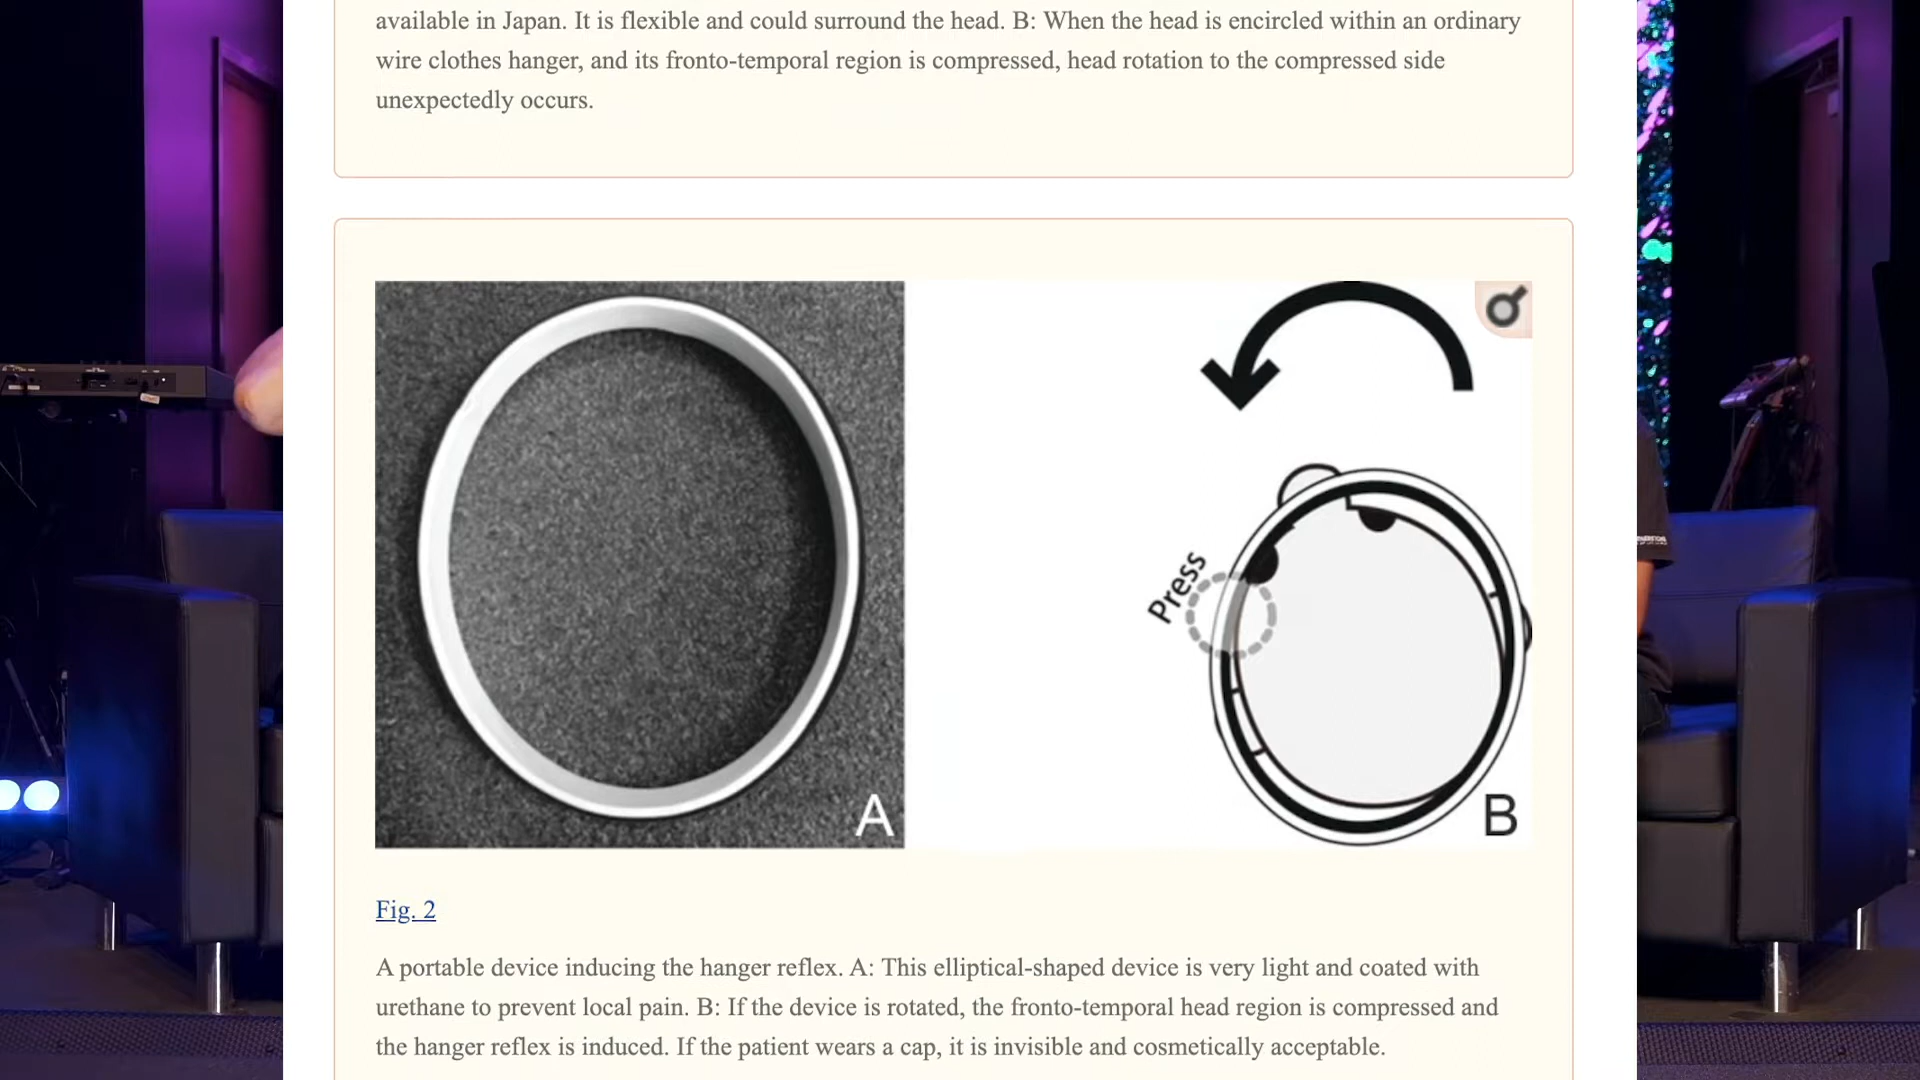 available in Japan. It is flexible and could surround the head. B: When the head is encircled within an ordinary
wire clothes hanger, and its fronto-temporal region is compressed, head rotation to the compressed side
unexpectedly occurs.
Press
A
B
Fig. 2
A portable device inducing the hanger reflex. A: This elliptical-shaped device is very light and coated with
urethane to prevent local pain. B: If the device is rotated, the fronto-temporal head region is compressed and
the hanger reflex is induced. If the patient wears a cap, it is invisible and cosmetically acceptable.